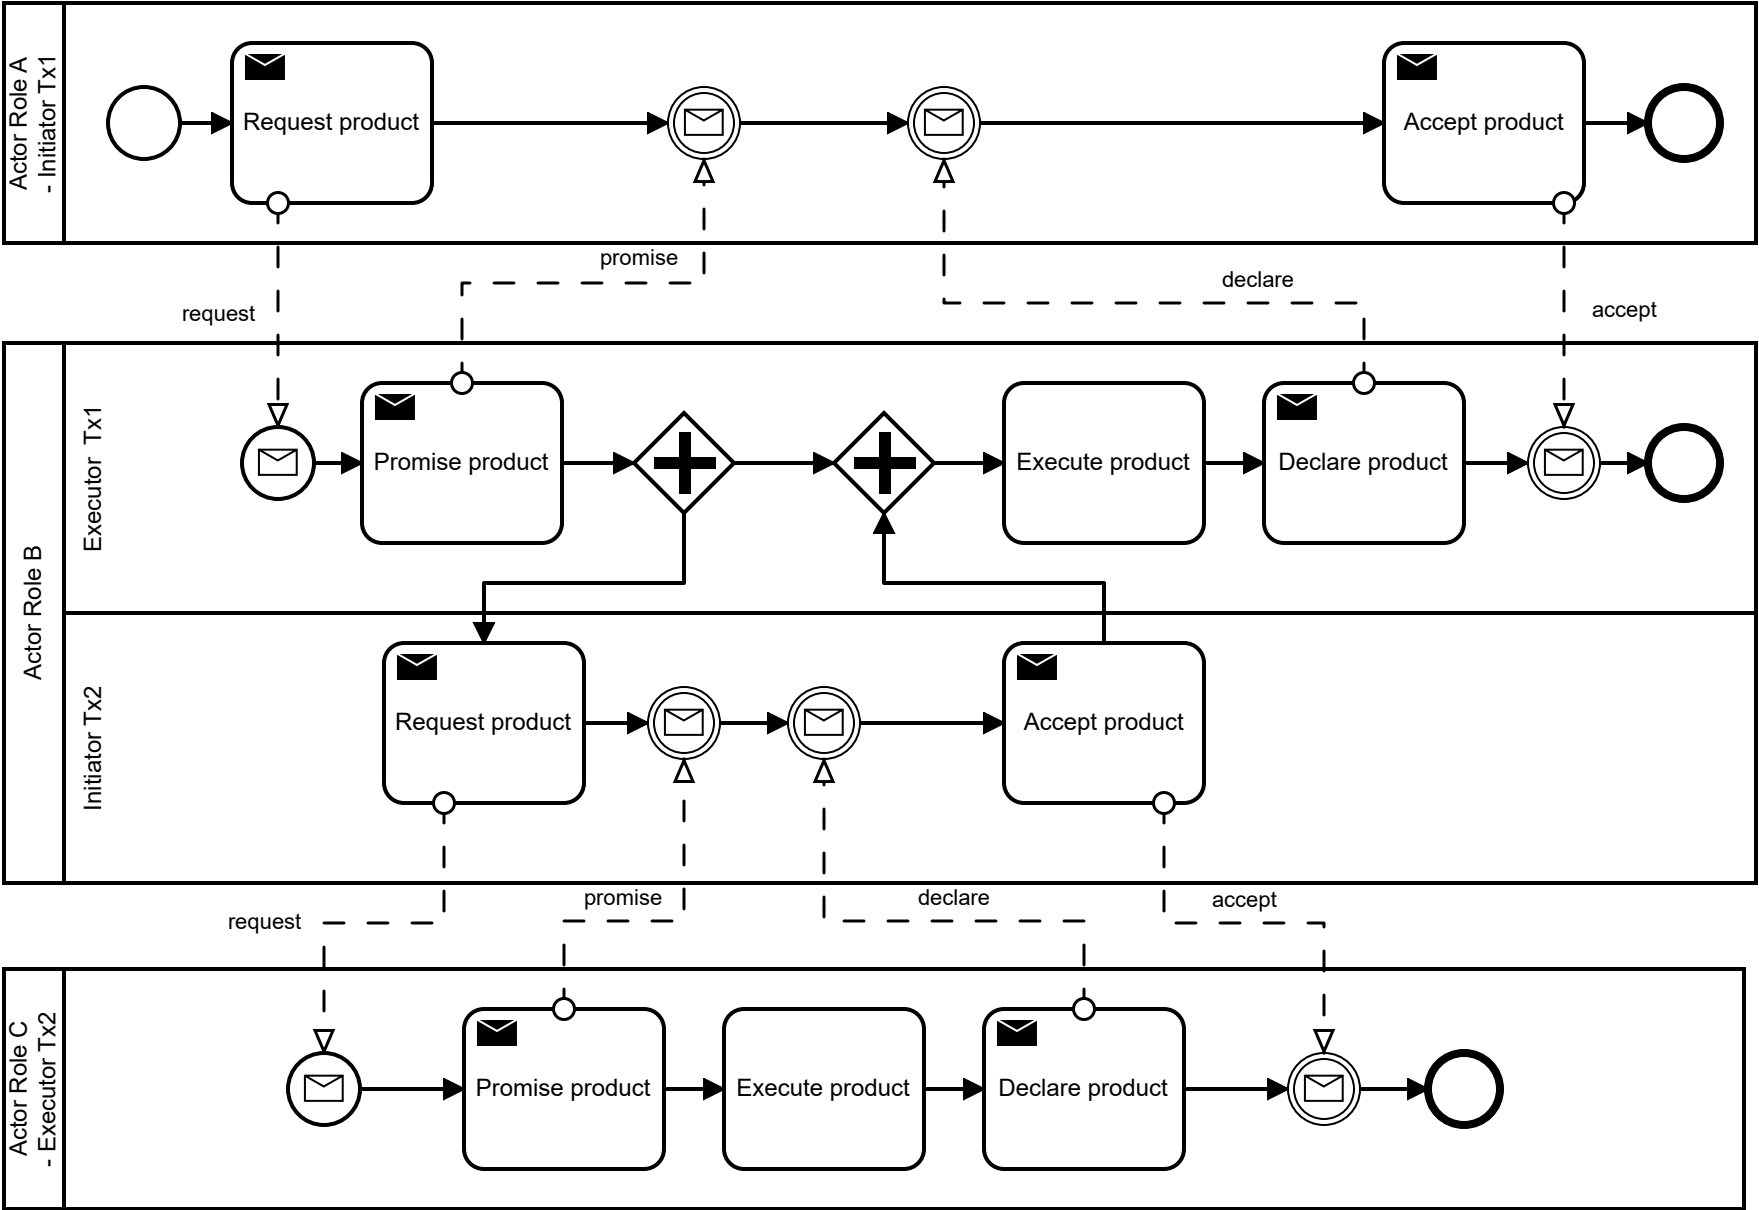 Actor Role A
- Initiator Tx1
Request product
Accept product
promise
declare
request
accept
Actor Role B
Executor Tx1
Promise product
Execute product
Declare product
Initiator Tx2
Request product
Accept product
promise
declare
accept
request
Actor Role C
- Executor Tx2
Promise product
Execute product
Declare product